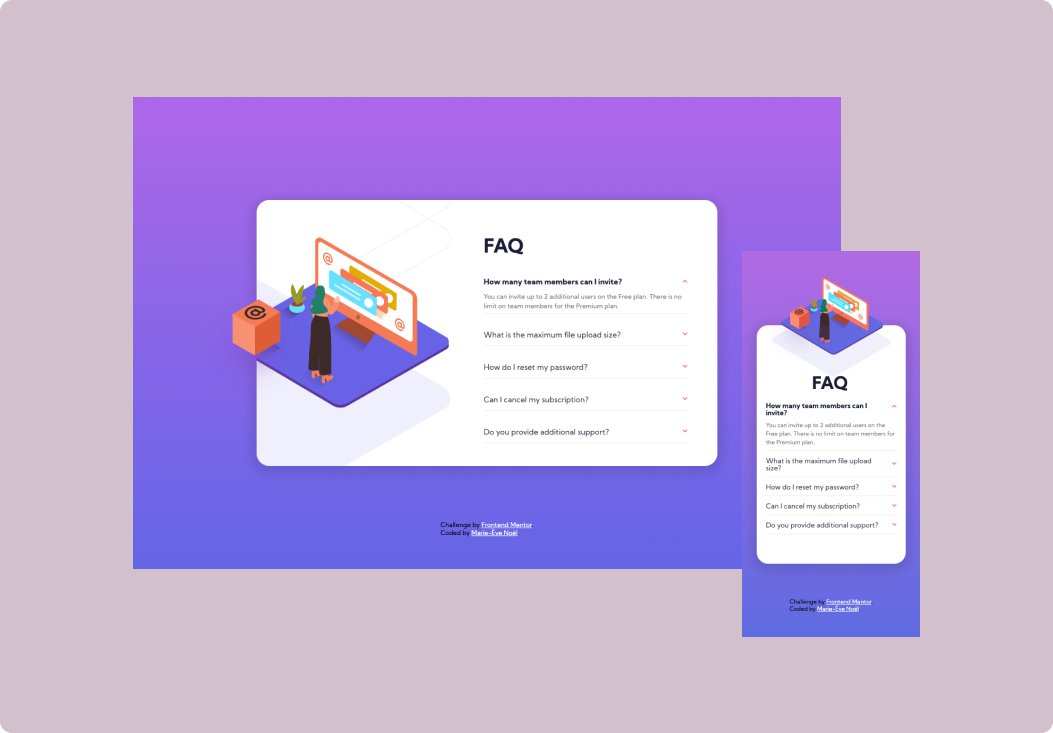 FAQ
How many team members can I invite?
You can invite up to 2 additional users on the Free plan. There is no
limit on team members for the Premium plan.
What is the maximum file upload size?
How do I reset my password?
Can I cancel my subscription?
Do you provide additional support?
Challenge by Frontend Mentor.
Coded by Marie-Ève Noël
FAQ
How many team members can I
invite?
You can invite up to 2 additional users on the
Free plan. There is no limit on team members for
the Premium plan.
What is the maximum file upload
size?
How do I reset my password?
Can I cancel my subscription?
Do you provide additional support?
Challenge by Frontend Mentor
Coded by Marie-Ève Noël